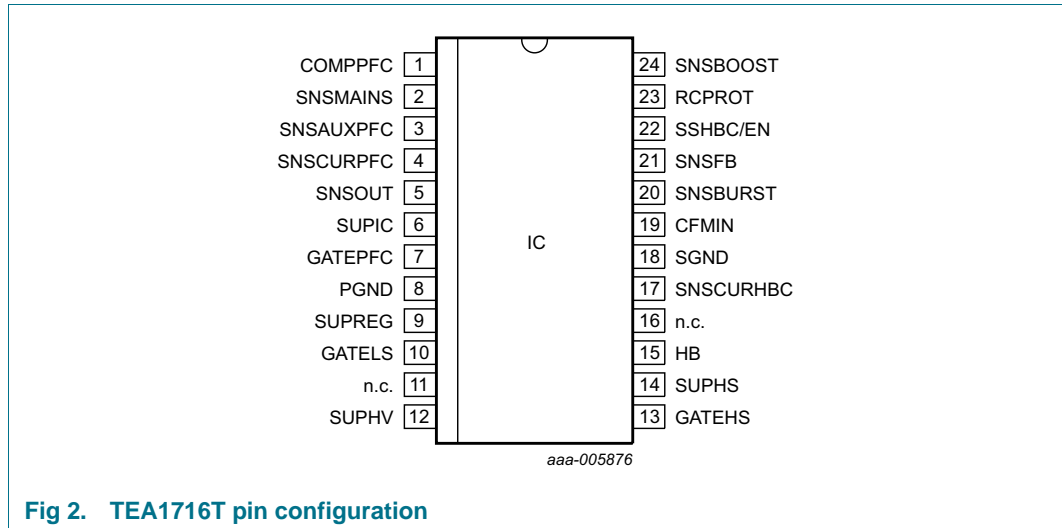 COMPPFC 1
SNSMAINS 2
SNSAUXPFC 3
SNSCURPFC 4
SNSOUT 5
SUPIC 6
GATEPFC 7
PGND 8
SUPREG 9
GATELS 10
n.c. 11
SUPHV 12
IC
24 SNSBOOST
23 RCPROT
22 SSHBC/EN
21 SNSFB
20 SNSBURST
19 CFMIN
18 SGND
17 SNSCURHBC
16 n.c.
15 HB
14 SUPHS
13 GATEHS
aaa-005876
Fig 2. TEA1716T pin configuration